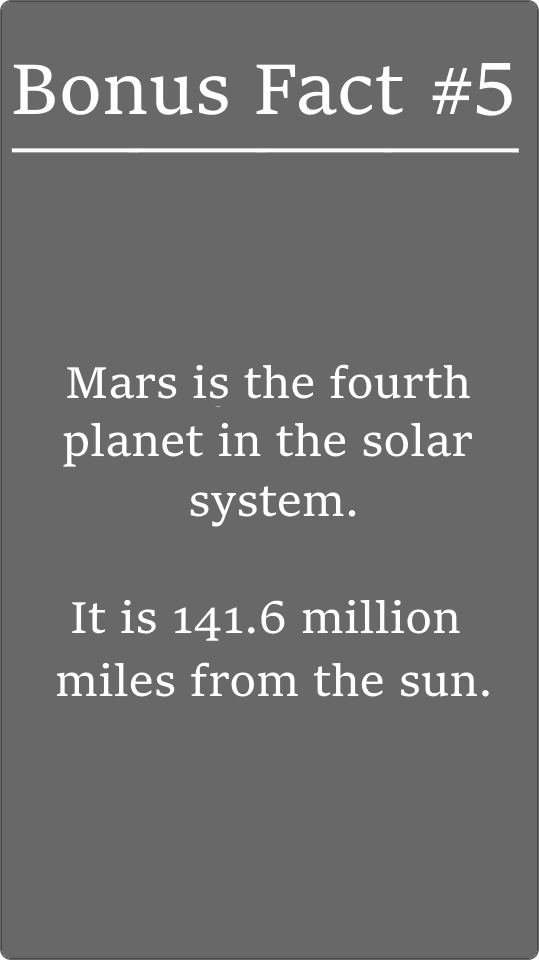 Bonus Fact #5
Mars is the fourth
planet in the solar
system.
It is 141.6 million
miles from the sun.